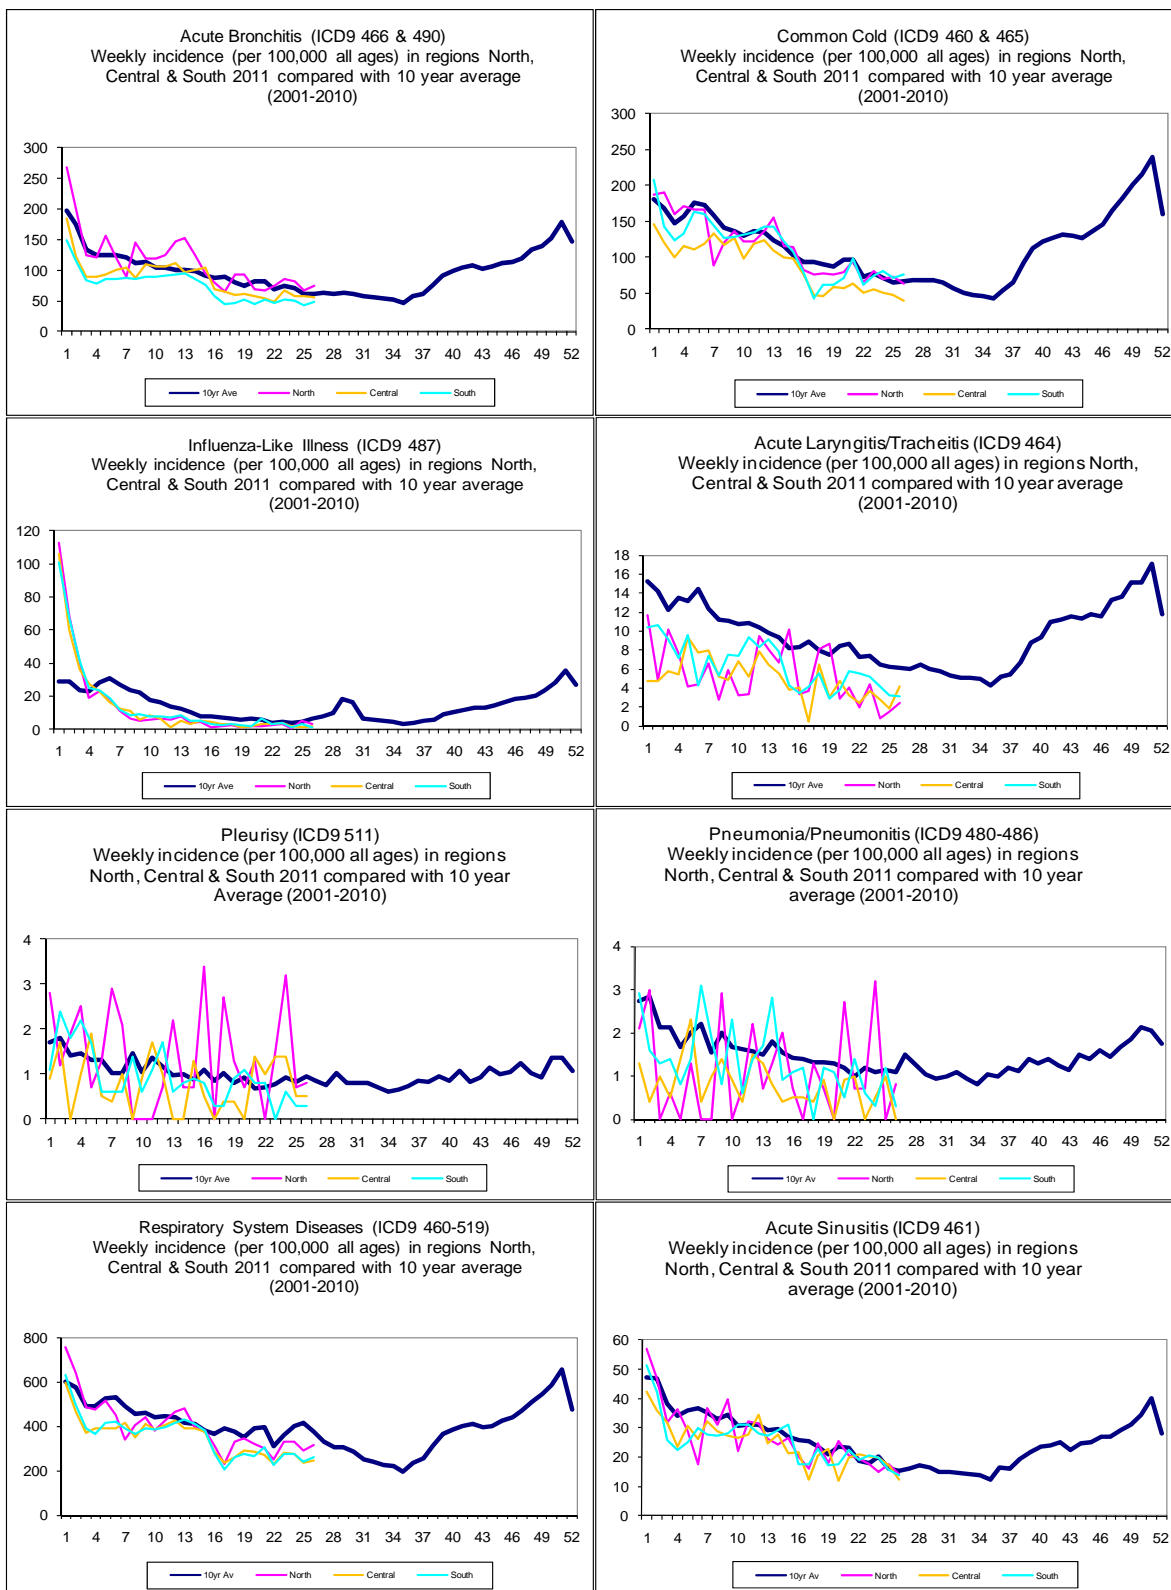 Acute Bronchitis (ICD9 466 & 490)
Weekly incidence (per 100,000 all ages) in regions North,
Central & South 2011 compared with 10 year average
(2001-2010)
300
250
200
150
100
50
0
1 4 7 10 13 16 19 22 25 28 31 34 37 40 43 46 49 52
10yr Ave North Central South
Common Cold (ICD9 460 & 465)
Weekly incidence (per 100,000 all ages) in regions North,
Central & South 2011 compared with 10 year average
(2001-2010)
300
250
200
150
100
50
0
1 4 7 10 13 16 19 22 25 28 31 34 37 40 43 46 49 52
10yr Ave North Central South
Influenza-Like Illness (ICD9 487)
Weekly incidence (per 100,000 all ages) in regions North,
Central & South 2011 compared with 10 year average
(2001-2010)
120
100
80
60
40
20
0
1 4 7 10 13 16 19 22 25 28 31 34 37 40 43 46 49 52
10yr Ave North Central South
Acute Laryngitis/Tracheitis (ICD9 464)
Weekly incidence (per 100,000 all ages) in regions North,
Central & South 2011 compared with 10 year average
(2001-2010)
18
16
14
12
10
8
6
4
2
0
1 4 7 10 13 16 19 22 25 28 31 34 37 40 43 46 49 52
10yr Ave North Central South
Pleurisy (ICD9 511)
Weekly incidence (per 100,000 all ages) in regions
North, Central & South 2011 compared with 10 year
Average (2001-2010)
4
3
2
1
0
1 4 7 10 13 16 19 22 25 28 31 34 37 40 43 46 49 52
10yr Ave North Central South
Pneumonia/Pneumonitis (ICD9 480-486)
Weekly incidence (per 100,000 all ages) in regions
North, Central & South 2011 compared with 10 year
average (2001-2010)
4
3
2
1
0
1 4 7 10 13 16 19 22 25 28 31 34 37 40 43 46 49 52
10yr Av North Central South
Respiratory System Diseases (ICD9 460-519)
Weekly incidence (per 100,000 all ages) in regions North,
Central & South 2011 compared with 10 year average
(2001-2010)
800
600
400
200
0
1 4 7 10 13 16 19 22 25 28 31 34 37 40 43 46 49 52
10yr Av North Central South
Acute Sinusitis (ICD9 461)
Weekly incidence (per 100,000 all ages) in regions
North, Central & South 2011 compared with 10 year
average (2001-2010)
60
50
40
30
20
10
0
1 4 7 10 13 16 19 22 25 28 31 34 37 40 43 46 49 52
10yr Av North Central South